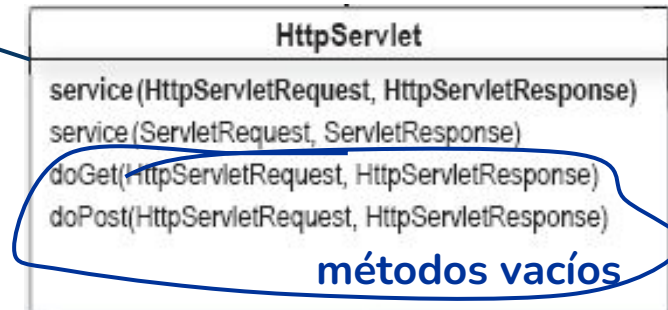 HttpServlet
service(HttpServletRequest, HttpServletResponse)
service(ServletRequest, ServletResponse)
doGet(HttpServletRequest, HttpServletResponse)
doPost(HttpServletRequest, HttpServletResponse)
métodos vacíos